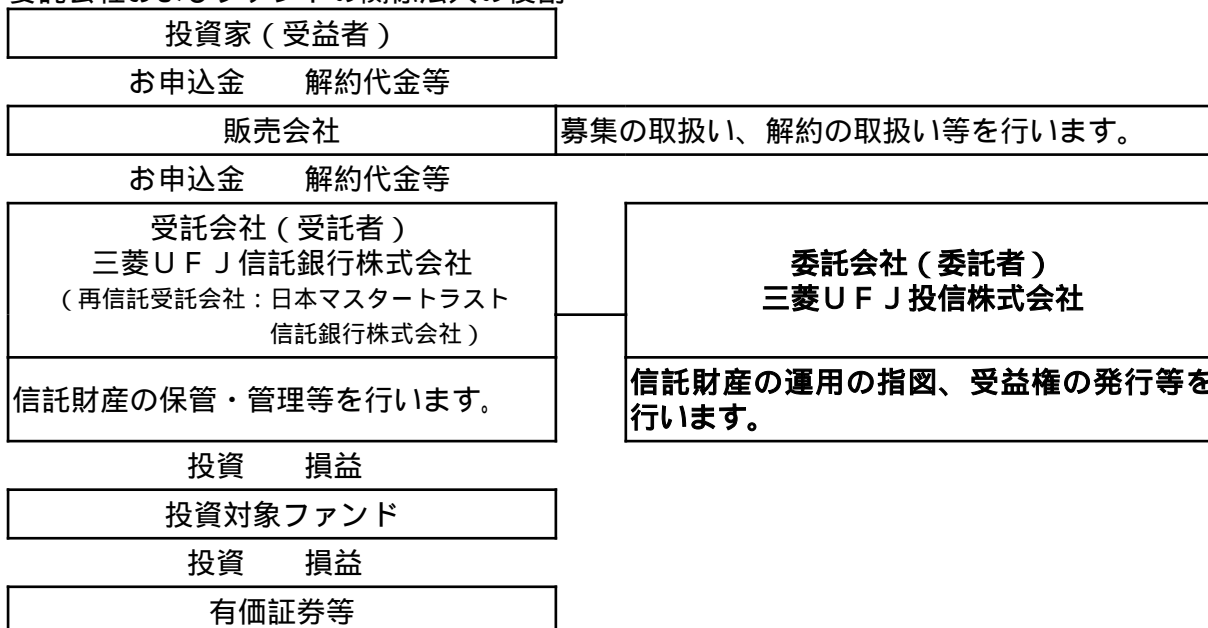 投資家（受益者）
お申込金　　解約代金等
販売会社　募集の取扱い、解約の取扱い等を行います。
お申込金　　解約代金等
受託会社（受託者）
三菱ＵＦＪ信託銀行株式会社
（再信託受託会社：日本マスタートラスト
信託銀行株式会社）
委託会社（委託者）
三菱ＵＦＪ投信株式会社
信託財産の保管・管理等を行います。
信託財産の運用の指図、受益権の発行等を
行います。
投資　　損益
投資対象ファンド
投資　　損益
有価証券等